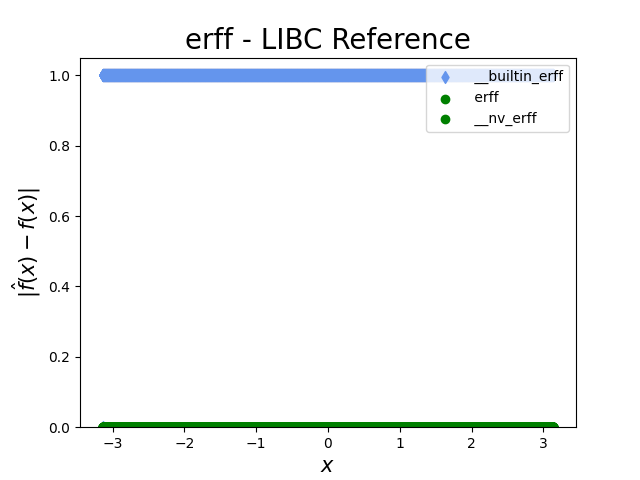 erff - LIBC Reference
|f̂(x) − f(x)|
1.0
0.8
0.6
0.4
0.2
0.0
__builtin_erff
erff
__nv_erff
−3
−2
−1
0
1
2
3
x